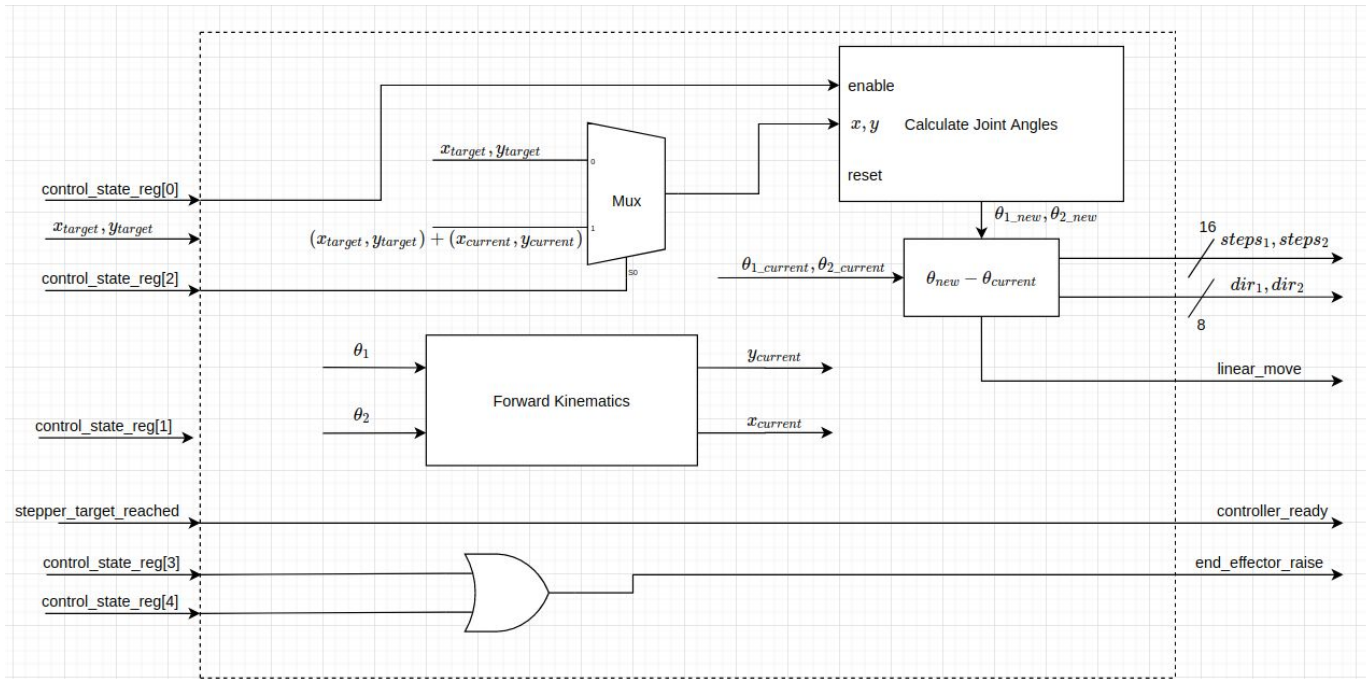 enable
x, y Calculate Joint Angles
reset
x_target, y_target
0
Mux
1
(x_target, y_target) + (x_current, y_current)
S0
control_state_reg[0]
x_target, y_target
control_state_reg[2]
θ_1_new, θ_2_new
θ_1_current, θ_2_current
θ_new − θ_current
16
steps_1, steps_2
dir_1, dir_2
8
linear_move
θ_1
θ_2
Forward Kinematics
y_current
x_current
control_state_reg[1]
stepper_target_reached
controller_ready
control_state_reg[3]
control_state_reg[4]
end_effector_raise